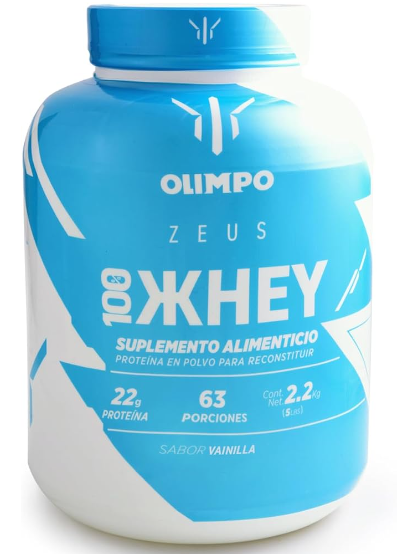 OLIMPO
ZEUS
100% WHEY
SUPLEMENTO ALIMENTICIO
PROTEÍNA EN POLVO PARA RECONSTITUIR
22g PROTEÍNA
63 PORCIONES
Cont. Net. 2.2Kg (5LBS)
SABOR VAINILLA